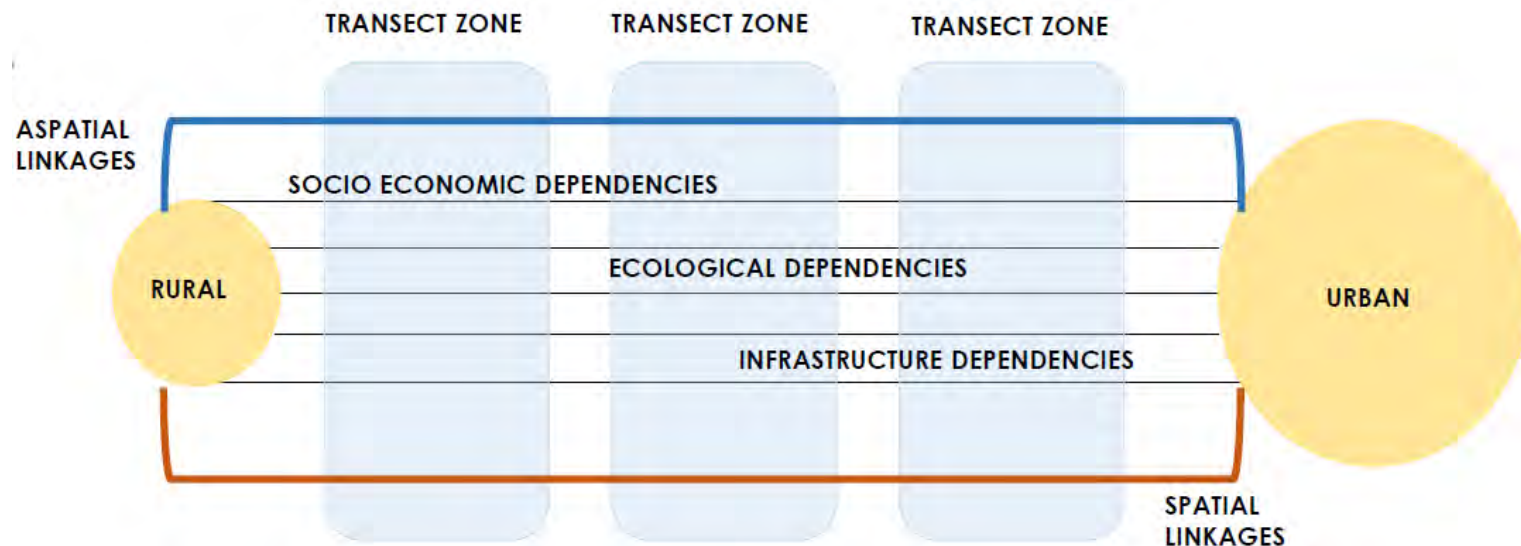 TRANSECT ZONE
TRANSECT ZONE
TRANSECT ZONE
ASPATIAL
LINKAGES
SOCIO ECONOMIC DEPENDENCIES
ECOLOGICAL DEPENDENCIES
RURAL
URBAN
INFRASTRUCTURE DEPENDENCIES
SPATIAL
LINKAGES